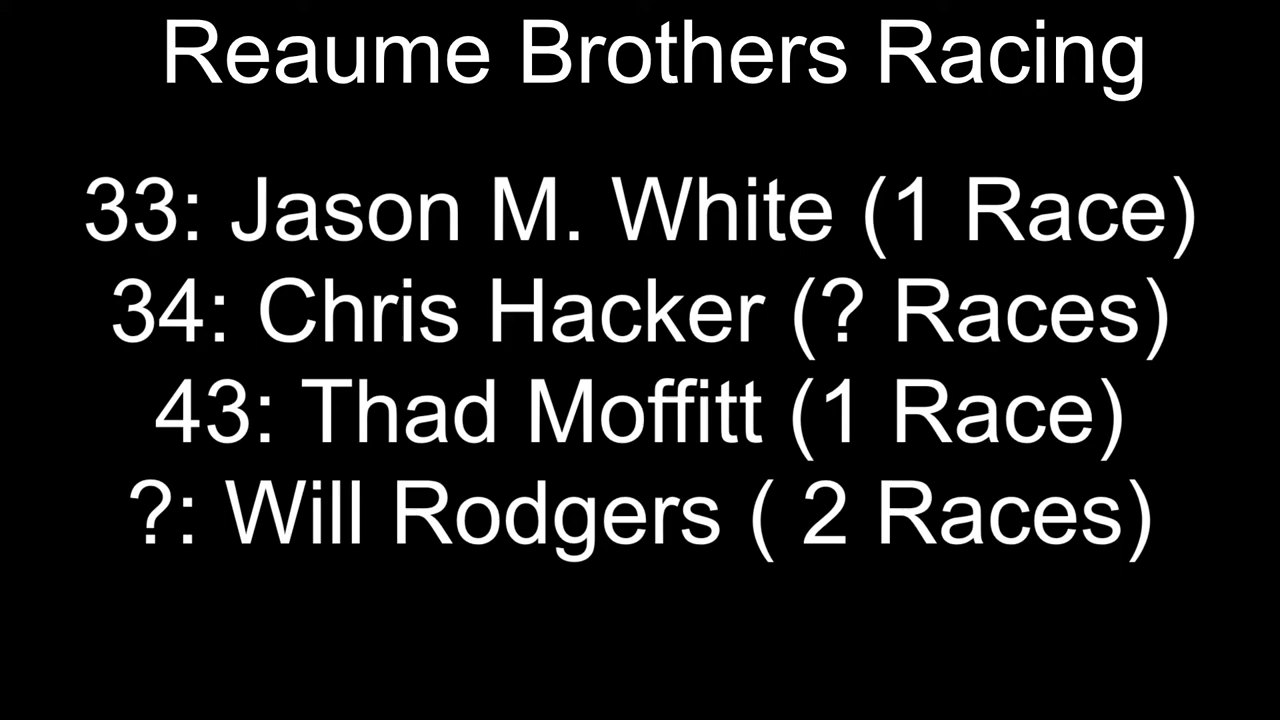 Reaume Brothers Racing
33: Jason M. White (1 Race)
34: Chris Hacker (? Races)
43: Thad Moffitt (1 Race)
?: Will Rodgers ( 2 Races)